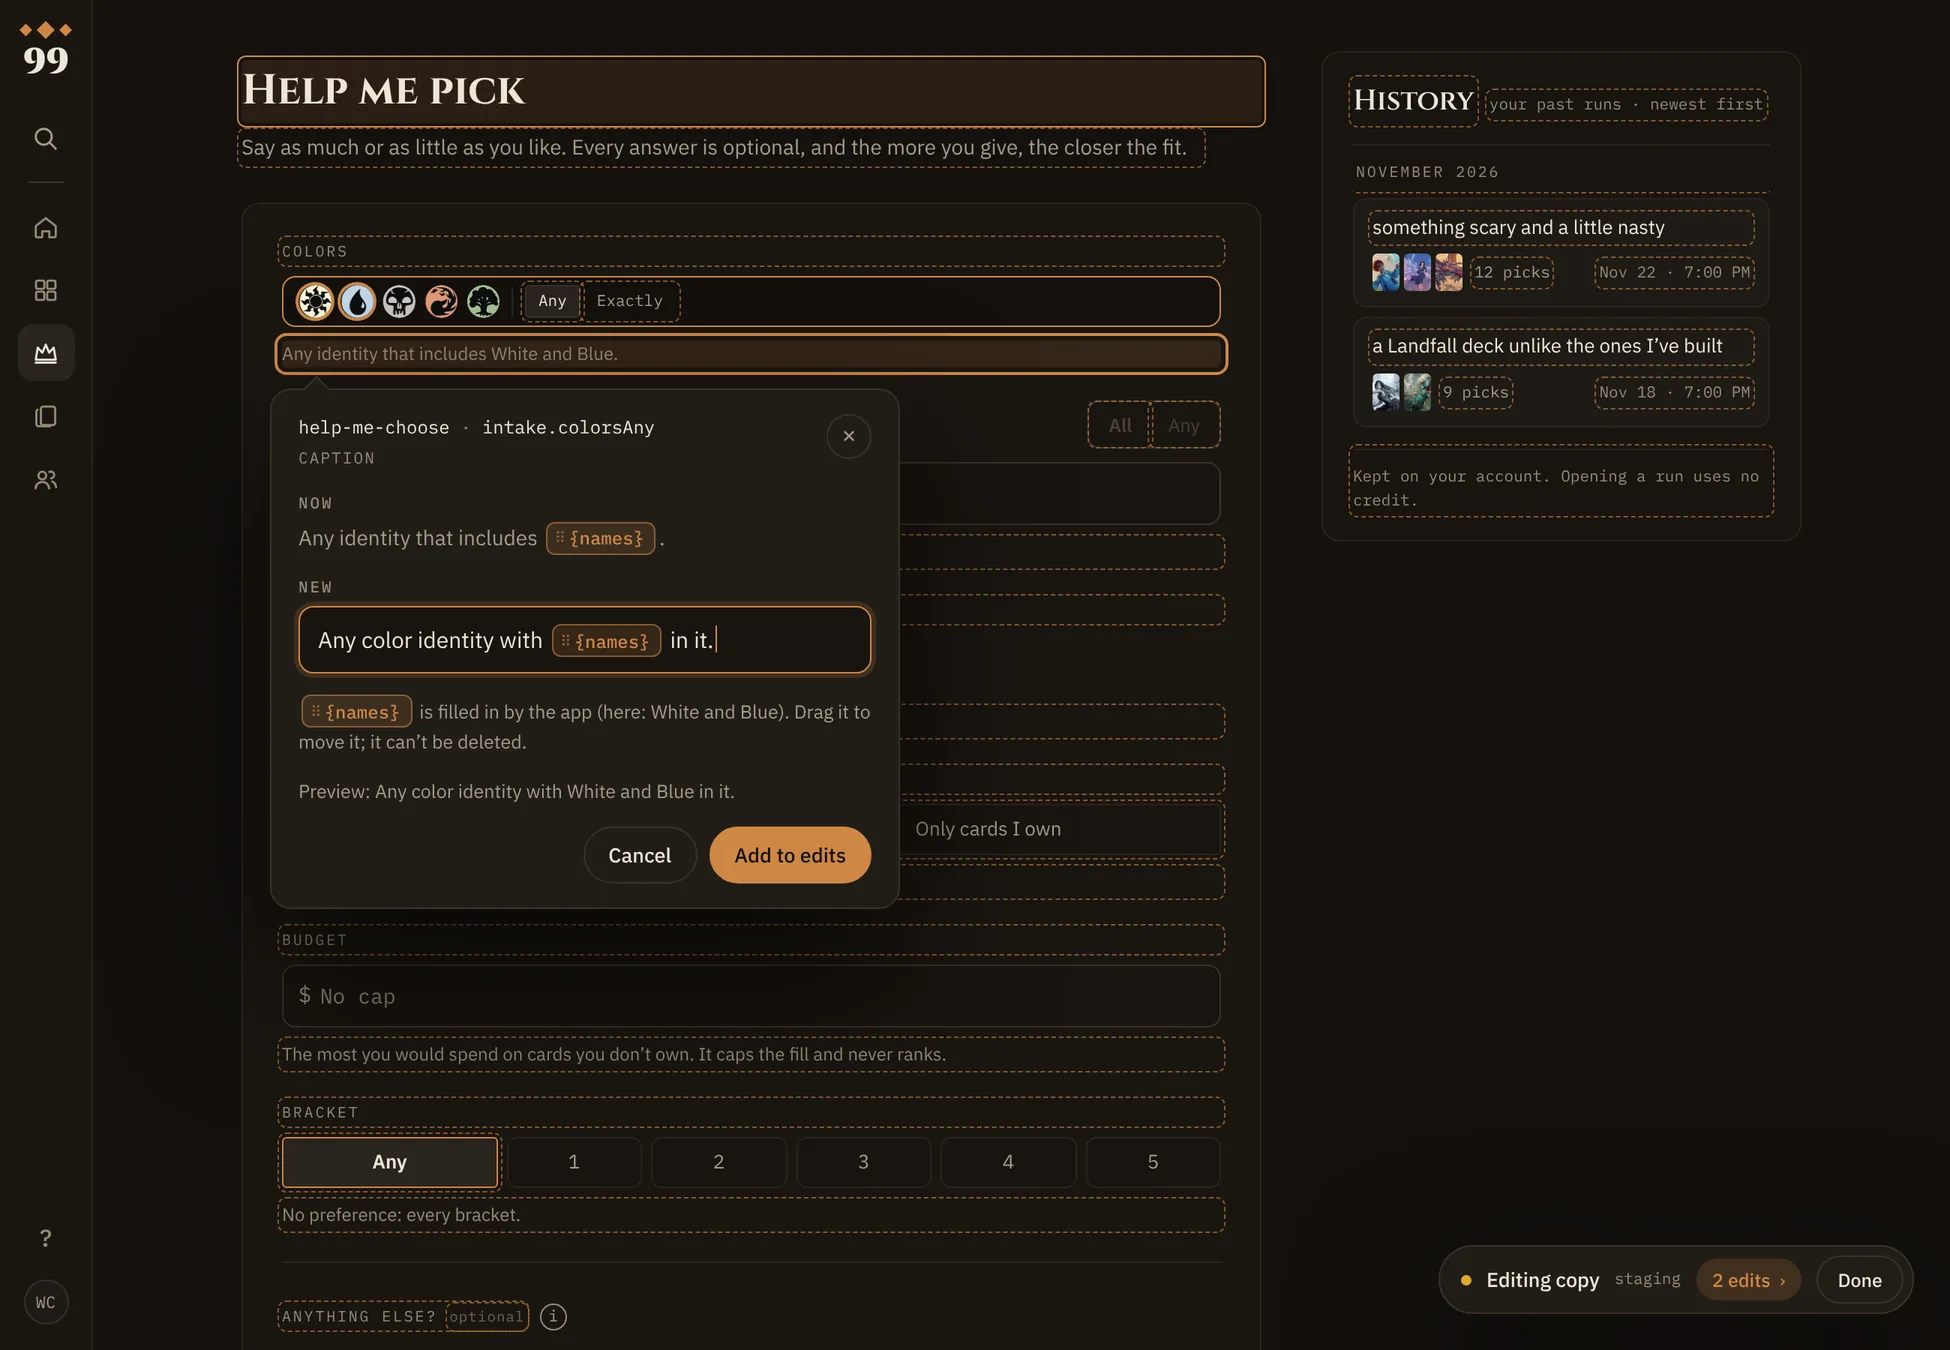 99
HELP ME PICK
Say as much or as little as you like. Every answer is optional, and the more you give, the closer the fit.
COLORS
Any Exactly
Any identity that includes White and Blue.
All Any
help-me-choose · intake.colorsAny
CAPTION
NOW
Any identity that includes {names} .
NEW
Any color identity with {names} in it.
{names} is filled in by the app (here: White and Blue). Drag it to
move it; it can’t be deleted.
Preview: Any color identity with White and Blue in it.
Cancel Add to edits
Only cards I own
BUDGET
$ No cap
The most you would spend on cards you don’t own. It caps the fill and never ranks.
BRACKET
Any 1 2 3 4 5
No preference: every bracket.
ANYTHING ELSE? optional i
HISTORY your past runs · newest first
NOVEMBER 2026
something scary and a little nasty
12 picks Nov 22 · 7:00 PM
a Landfall deck unlike the ones I’ve built
9 picks Nov 18 · 7:00 PM
Kept on your account. Opening a run uses no
credit.
?
WC
Editing copy staging 2 edits › Done